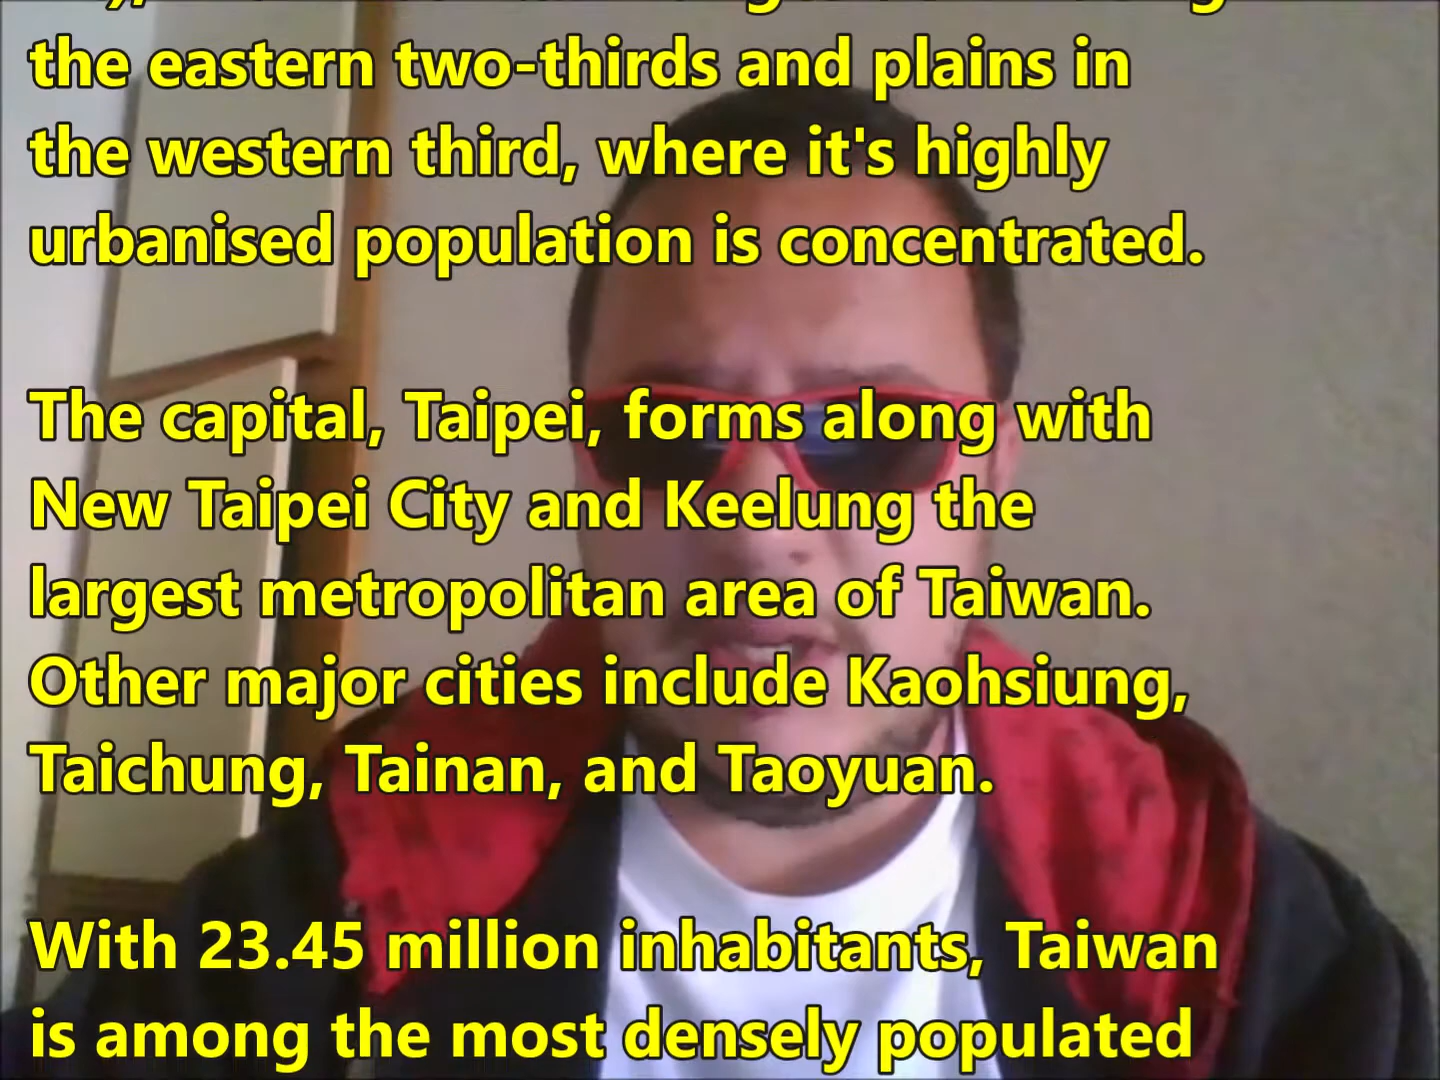 the eastern two-thirds and plains in
the western third, where it's highly
urbanised population is concentrated.
The capital, Taipei, forms along with
New Taipei City and Keelung the
largest metropolitan area of Taiwan.
Other major cities include Kaohsiung,
Taichung, Tainan, and Taoyuan.
With 23.45 million inhabitants, Taiwan
is among the most densely populated